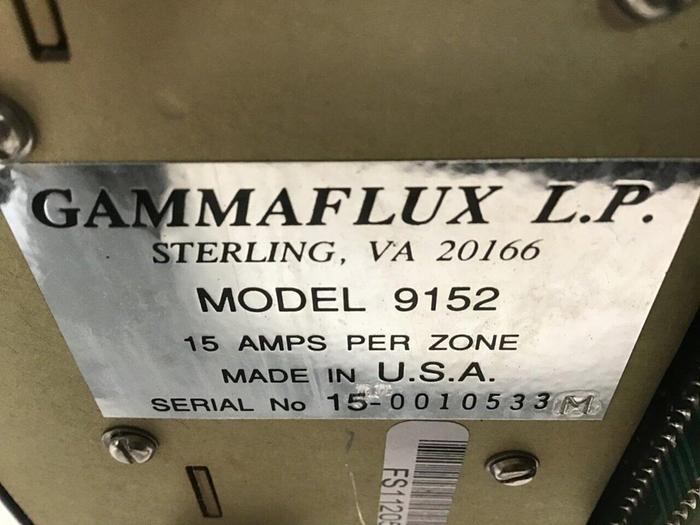 GAMMAFLUX L.P.
STERLING, VA 20166
MODEL 9152
15 AMPS PER ZONE
MADE IN U.S.A.
SERIAL No 15-0010533 M